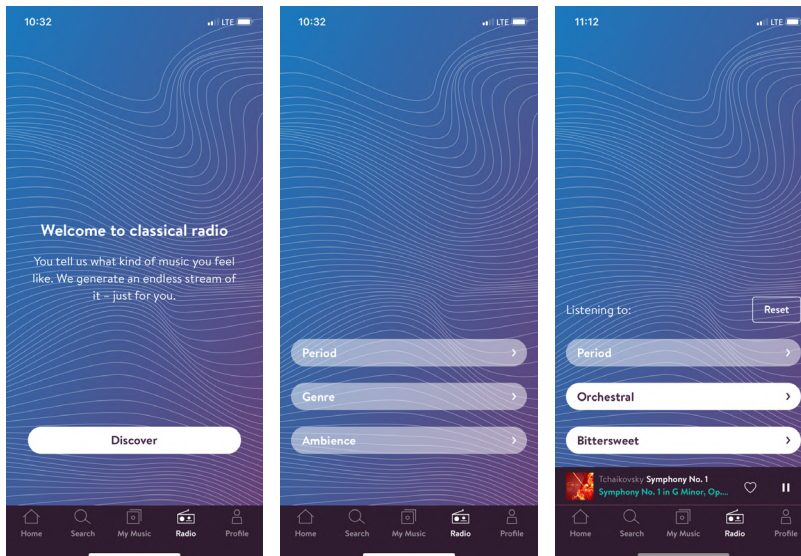 10:32
LTE
Welcome to classical radio
You tell us what kind of music you feel
like. We generate an endless stream of
it – just for you.
Discover
Home
Search
My Music
Radio
Profile
10:32
LTE
Period
Genre
Ambience
Home
Search
My Music
Radio
Profile
11:12
LTE
Listening to:
Reset
Period
Orchestral
Bittersweet
Tchaikovsky Symphony No. 1
Symphony No. 1 in G Minor, Op....
Home
Search
My Music
Radio
Profile